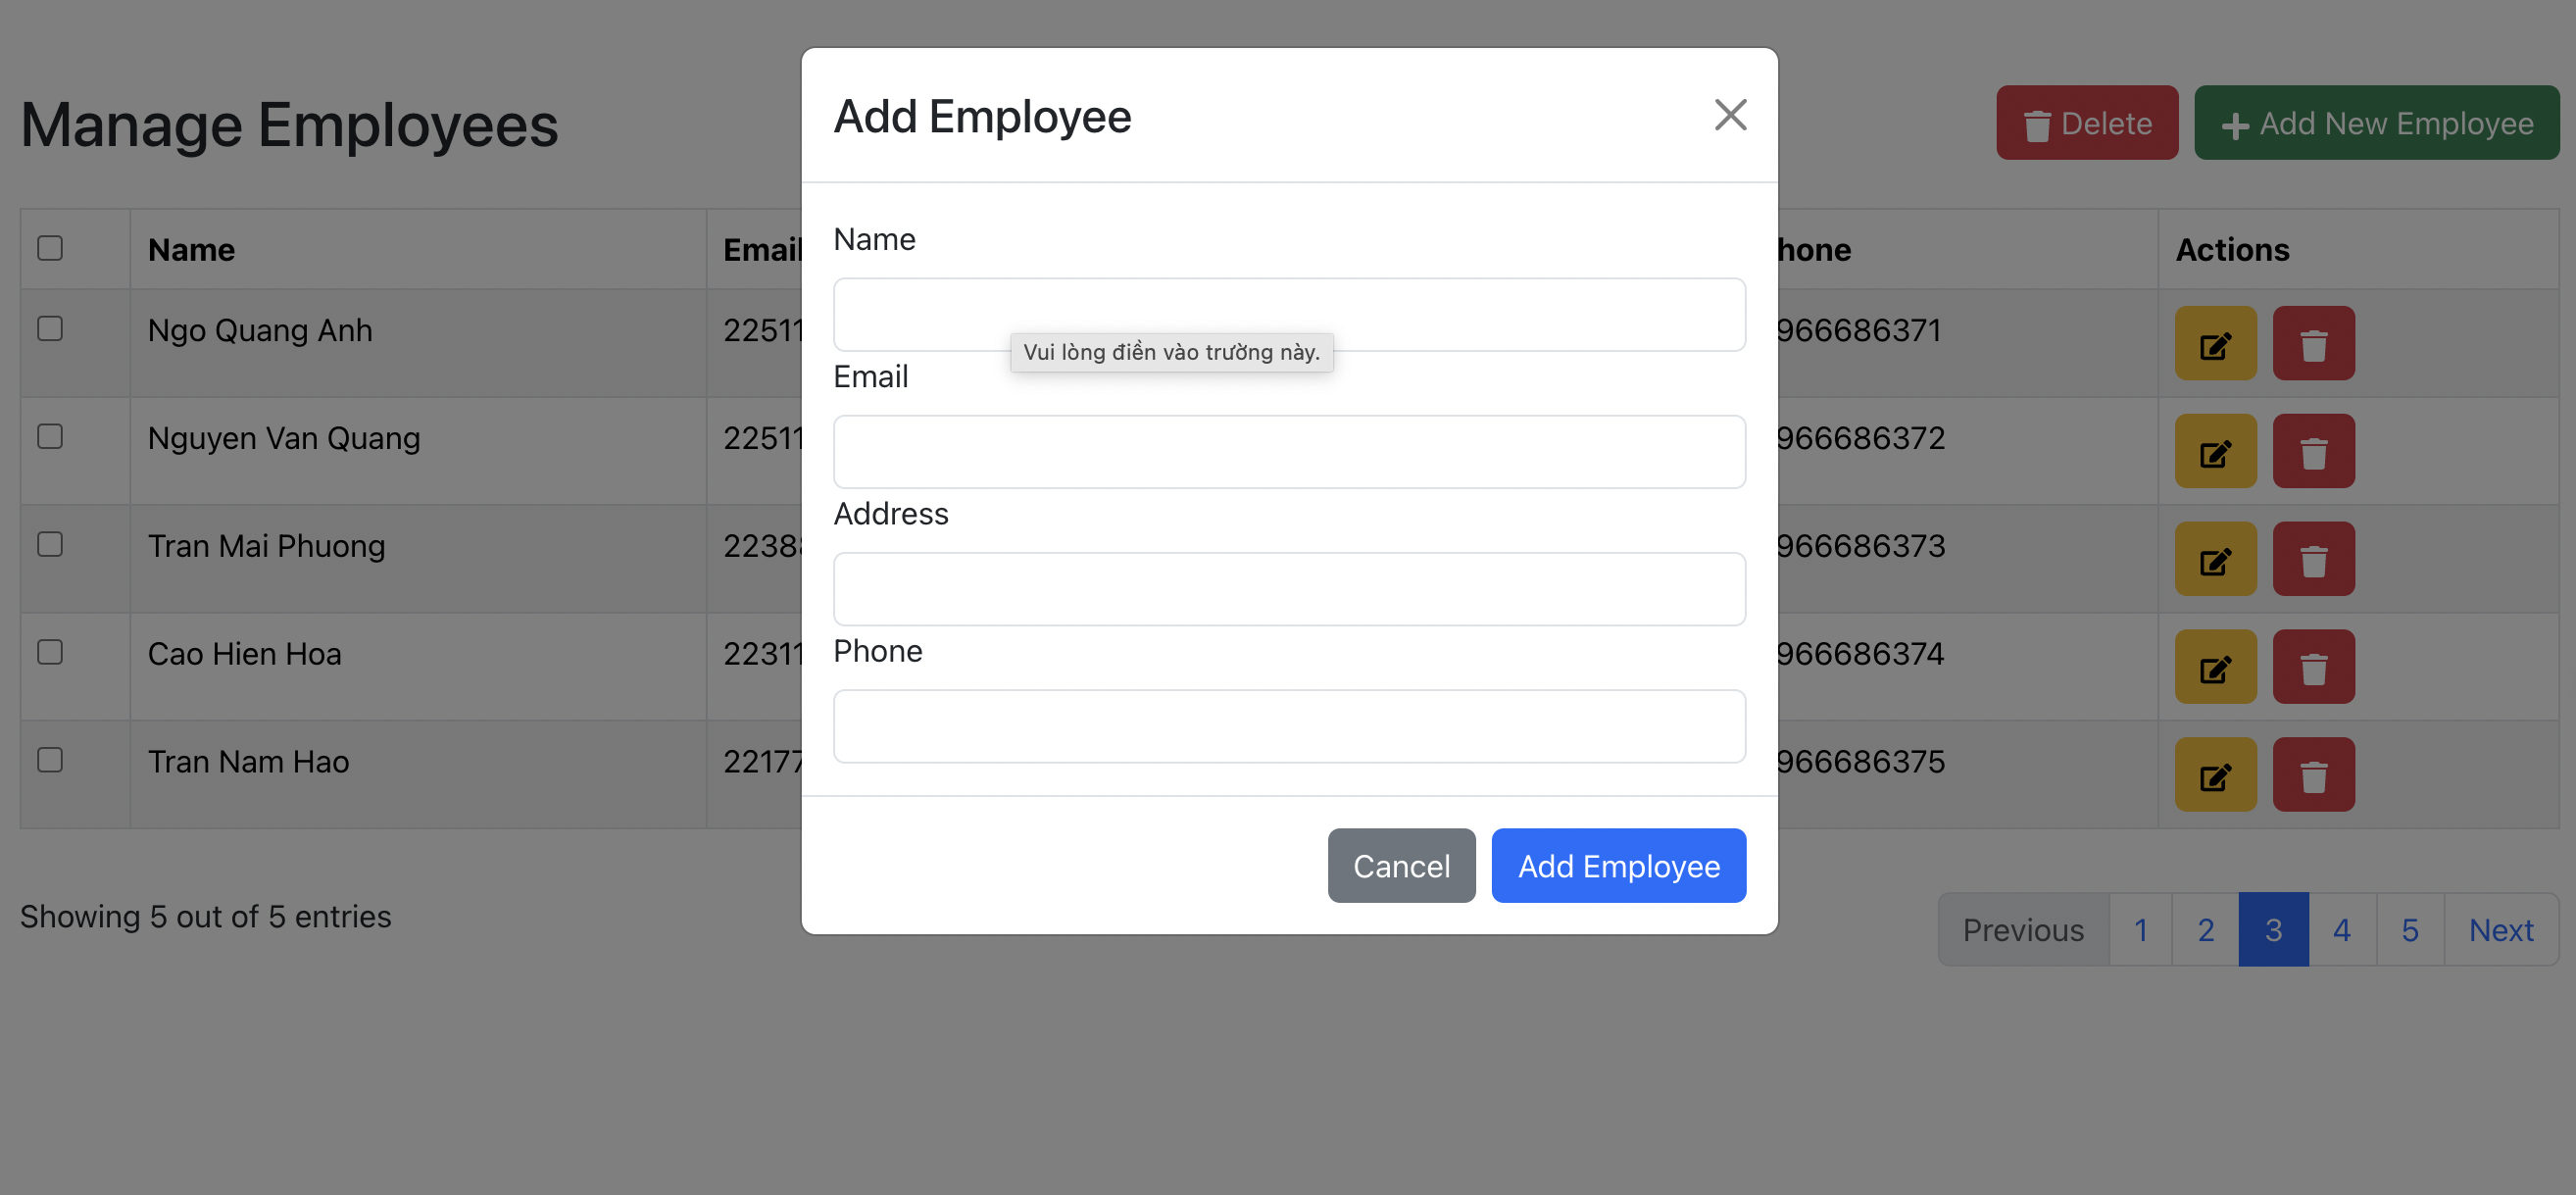 Manage Employees
Delete
Add New Employee
Add Employee
Name
Vui lòng điền vào trường này.
Email
Address
Phone
Cancel
Add Employee
Name Email hone Actions
Ngo Quang Anh 22511 966686371
Nguyen Van Quang 22511 966686372
Tran Mai Phuong 2238 966686373
Cao Hien Hoa 22311 966686374
Tran Nam Hao 22177 966686375
Showing 5 out of 5 entries
Previous 1 2 3 4 5 Next